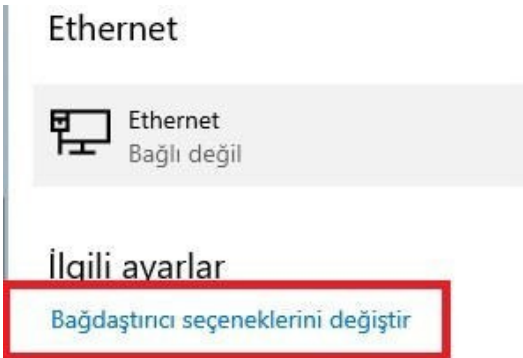 Ethernet
Ethernet
Bağlı değil
İlgili ayarlar
Bağdaştırıcı seçeneklerini değiştir